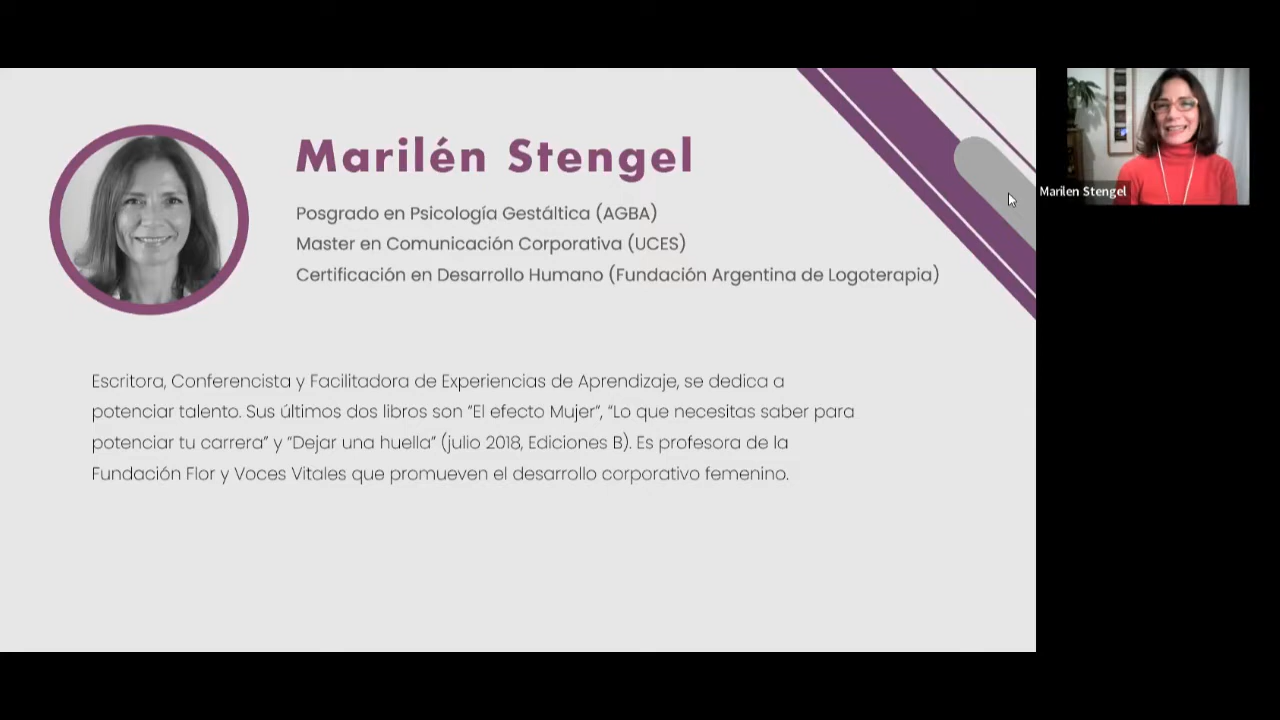 Marilén Stengel
Posgrado en Psicología Gestáltica (AGBA)
Master en Comunicación Corporativa (UCES)
Certificación en Desarrollo Humano (Fundación Argentina de Logoterapia)
Escritora, Conferencista y Facilitadora de Experiencias de Aprendizaje, se dedica a
potenciar talento. Sus últimos dos libros son “El efecto Mujer”, “Lo que necesitas saber para
potenciar tu carrera” y “Dejar una huella” (julio 2018, Ediciones B). Es profesora de la
Fundación Flor y Voces Vitales que promueven el desarrollo corporativo femenino.
Marilen Stengel